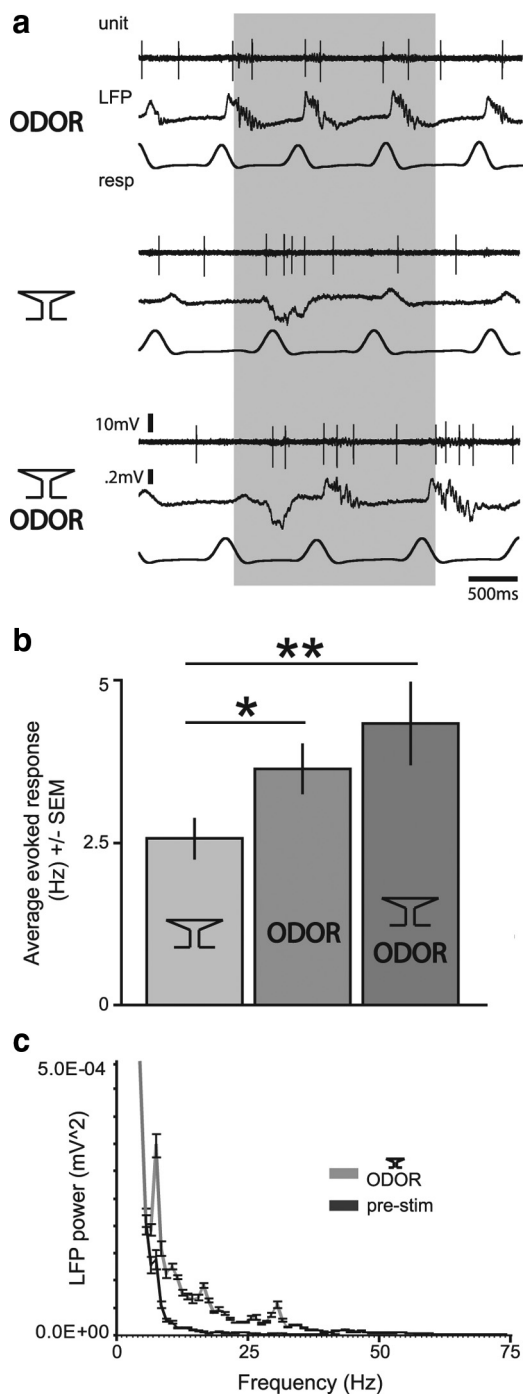 a
unit
LFP
ODOR
resp
10mV
.2mV
ODOR
500ms
b
**
*
5
2.5
0
Average evoked response
(Hz) +/- SEM
ODOR
ODOR
c
5.0E-04
0.0E+00
LFP power (mV^2)
ODOR
pre-stim
0
25
50
75
Frequency (Hz)